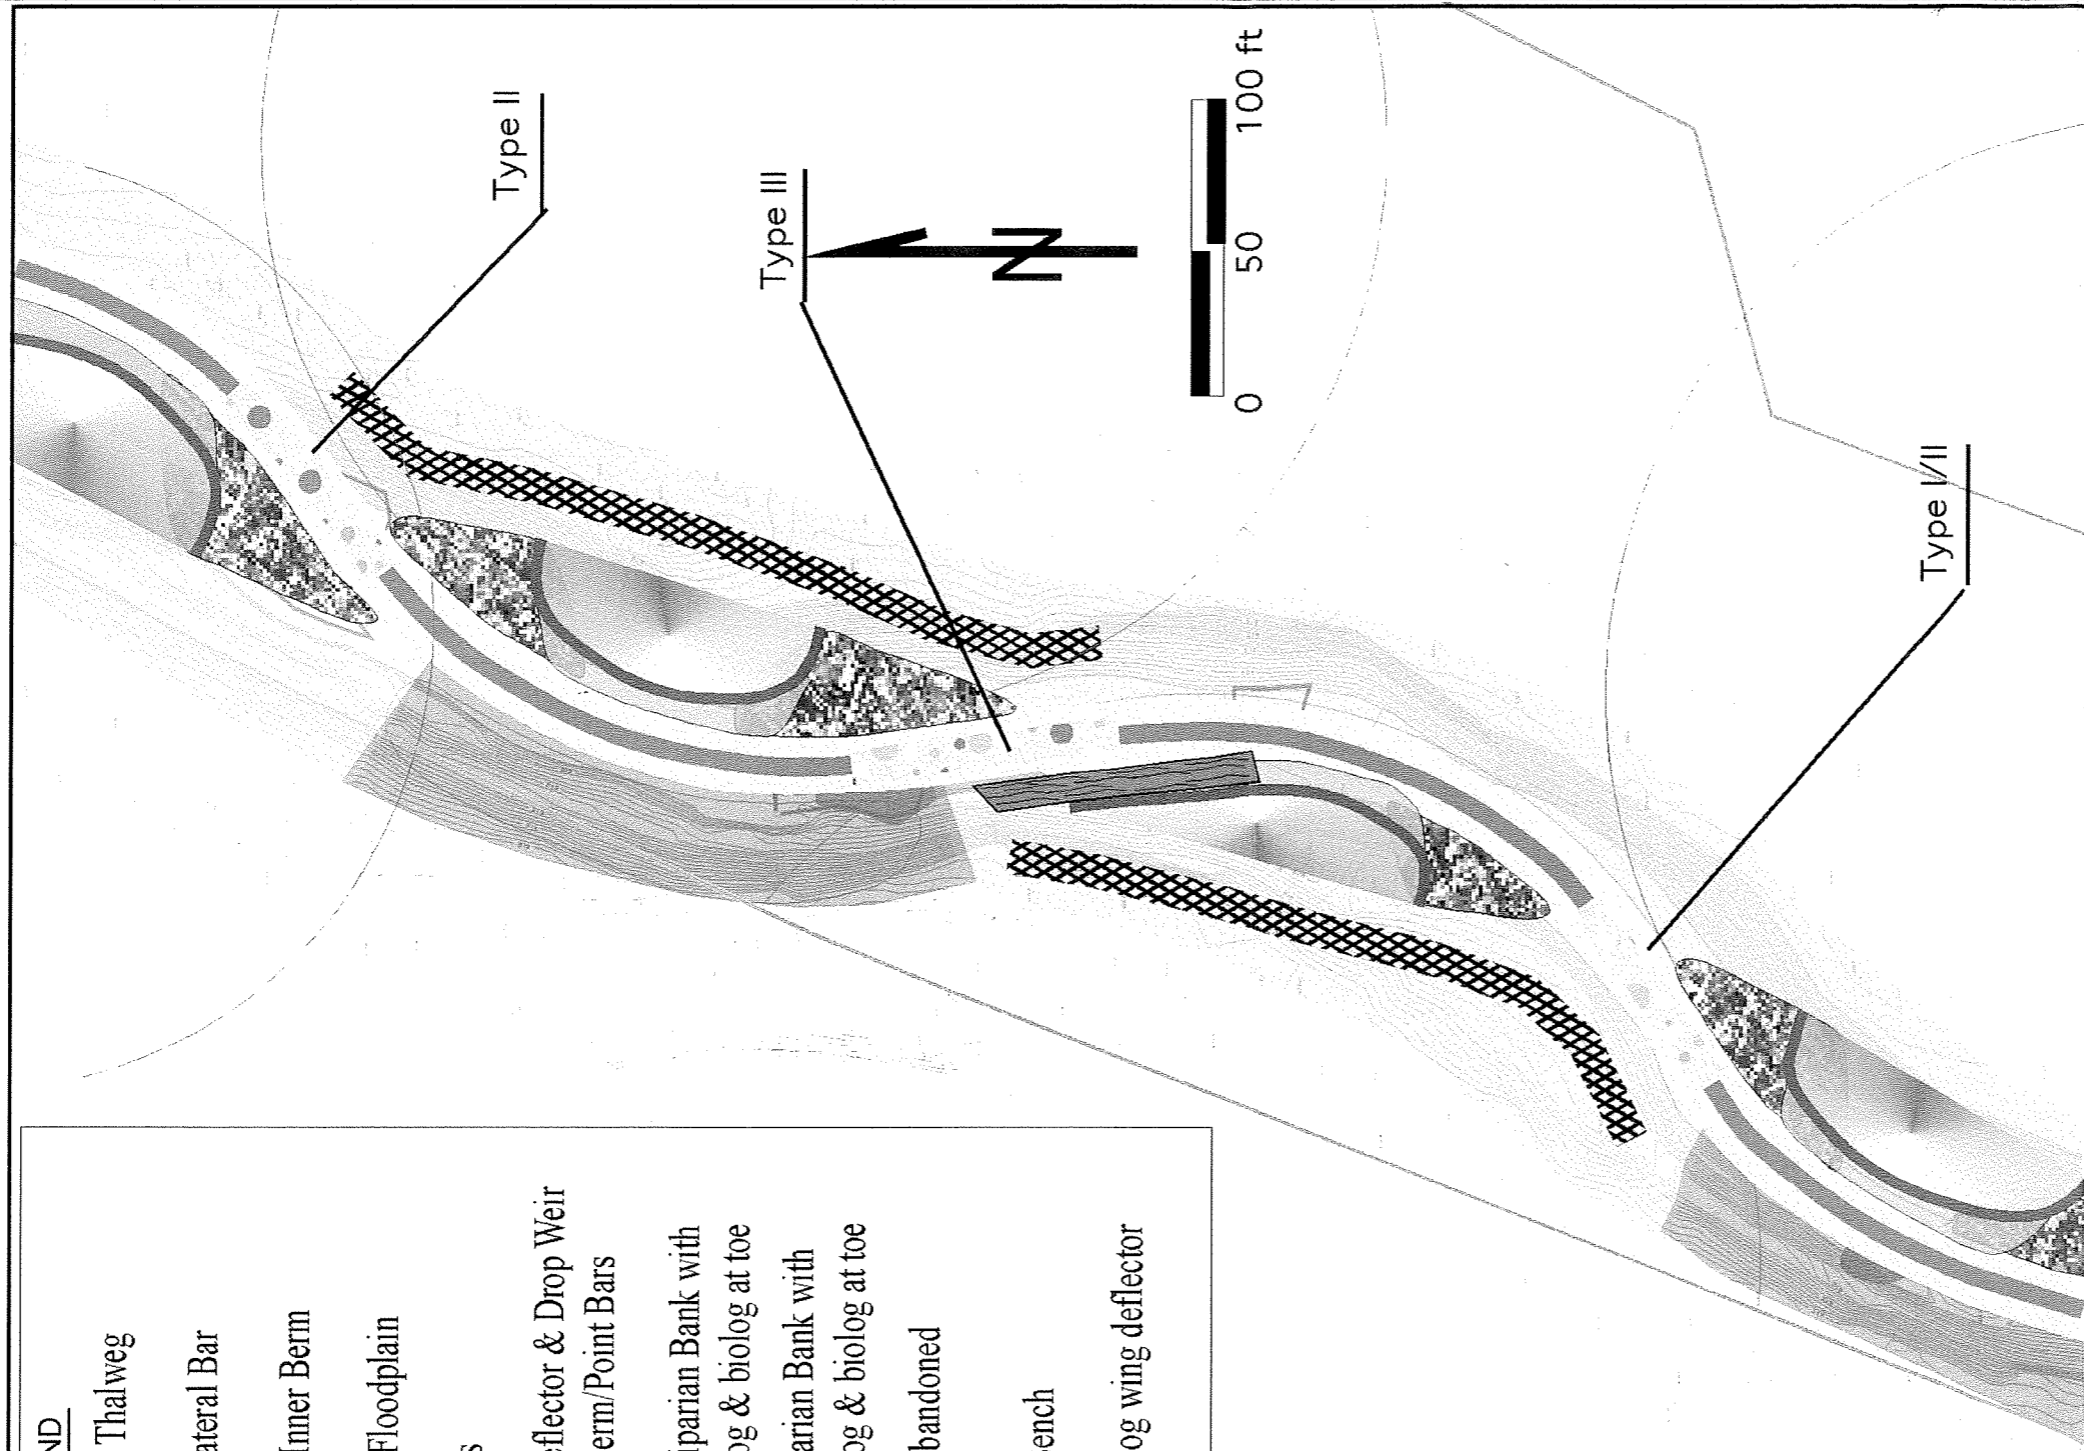 Type II
Type III
N
0 50 100 ft
Type I/II
ND
Thalweg
ateral Bar
Inner Berm
Floodplain
s
eflector & Drop Weir
erm/Point Bars
iparian Bank with
og & biolog at toe
arian Bank with
og & biolog at toe
bandoned
ench
og wing deflector